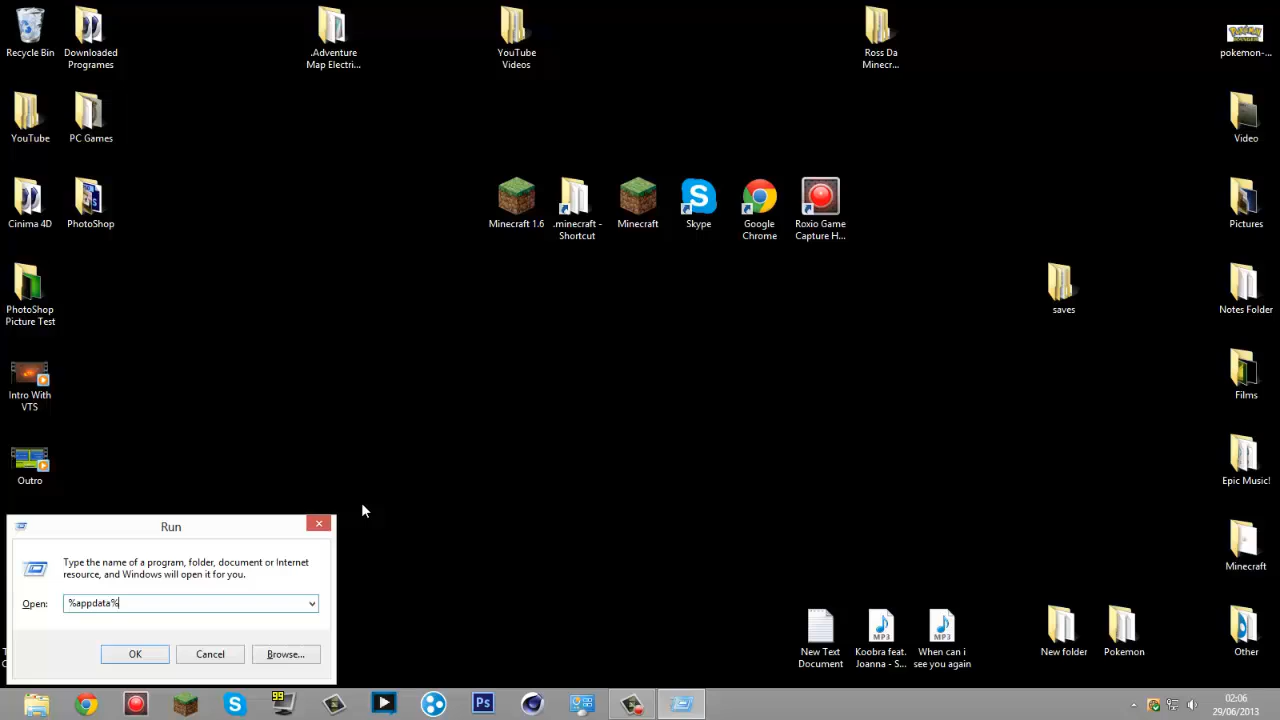 Recycle Bin
Downloaded
Programes
.Adventure
Map Electri...
YouTube
Videos
Ross Da
Minecr...
pokemon-...
YouTube
PC Games
Video
Cinima 4D
PhotoShop
Minecraft 1.6
.minecraft -
Shortcut
Minecraft
Skype
Google
Chrome
Roxio Game
Capture H...
Pictures
PhotoShop
Picture Test
saves
Notes Folder
Intro With
VTS
Films
Outro
Epic Music!
Run
Type the name of a program, folder, document or Internet
resource, and Windows will open it for you.
Open:
%appdata%
OK
Cancel
Browse...
Minecraft
New Text
Document
Koobra feat.
Joanna - S...
When can i
see you again
New folder
Pokemon
Other
99
Ps
02:06
29/06/2013